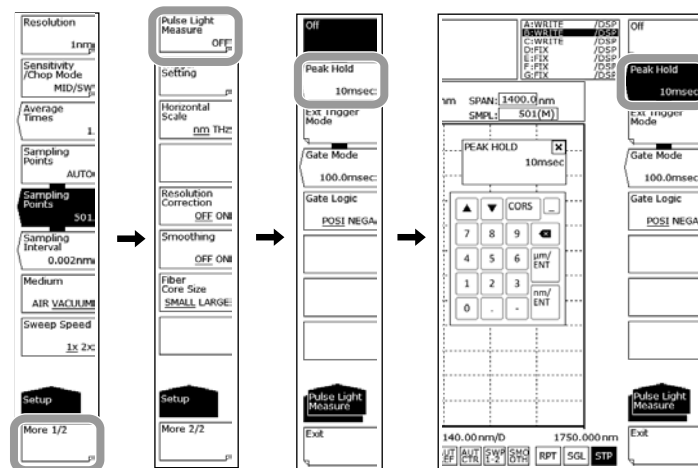 Resolution
1nm
Sensitivity
/Chop Mode
MID/SW
Average
Times
1.
Sampling
Points
AUTO
Sampling
Points
501.
Sampling
Interval
0.002nm
Medium
AIR VACUUM
Sweep Speed
1x 2x
Setup
More 1/2
Pulse Light
Measure
OFF
Setting
Horizontal
Scale
nm THz
Resolution
Correction
OFF ON
Smoothing
OFF ON
Fiber
Core Size
SMALL LARGE
Setup
More 2/2
Off
Peak Hold
10msec
Ext Trigger
Mode
Gate Mode
100.0msec
Gate Logic
POSI NEGA
Pulse Light
Measure
Exit
A:WRITE /DSP
B:WRITE /DSP
C:WRITE /DSP
D:FIX /DSP
E:FIX /DSP
F:FIX /DSP
G:FIX /DSP
nm SPAN: 1400.0 nm
SMPL: 501(M)
PEAK HOLD
10msec
CORS _
7 8 9
4 5 6 µm/
ENT
1 2 3 nm/
ENT
0 . -
140.00nm/D 1750.000nm
AUT
CTR
SWP
1-2
SMO
OTH
RPT SGL STP
Off
Peak Hold
10msec
Ext Trigger
Mode
Gate Mode
100.0msec
Gate Logic
POSI NEGA
Pulse Light
Measure
Exit